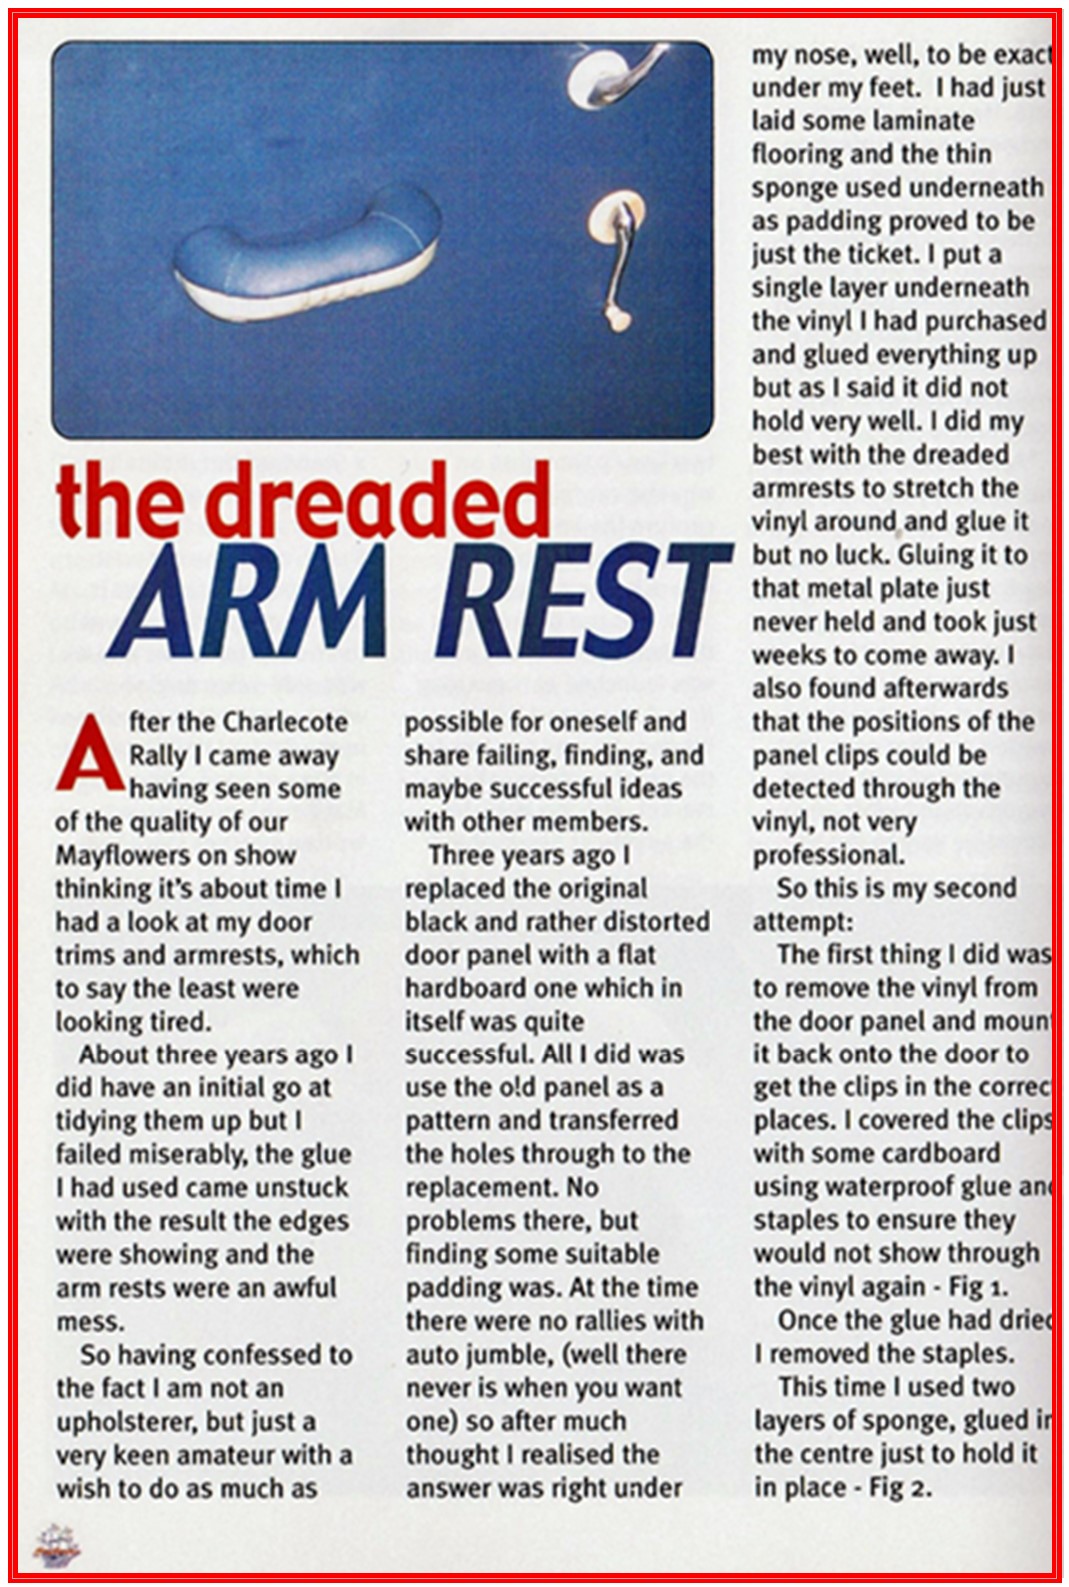 the dreaded
ARM REST
After the Charlecote
Rally I came away
having seen some
of the quality of our
Mayflowers on show
thinking it's about time I
had a look at my door
trims and armrests, which
to say the least were
looking tired.
About three years ago I
did have an initial go at
tidying them up but I
failed miserably, the glue
I had used came unstuck
with the result the edges
were showing and the
arm rests were an awful
mess.
So having confessed to
the fact I am not an
upholsterer, but just a
very keen amateur with a
wish to do as much as
possible for oneself and
share failing, finding, and
maybe successful ideas
with other members.
Three years ago I
replaced the original
black and rather distorted
door panel with a flat
hardboard one which in
itself was quite
successful. All I did was
use the old panel as a
pattern and transferred
the holes through to the
replacement. No
problems there, but
finding some suitable
padding was. At the time
there were no rallies with
auto jumble, (well there
never is when you want
one) so after much
thought I realised the
answer was right under
my nose, well, to be exact
under my feet. I had just
laid some laminate
flooring and the thin
sponge used underneath
as padding proved to be
just the ticket. I put a
single layer underneath
the vinyl I had purchased
and glued everything up
but as I said it did not
hold very well. I did my
best with the dreaded
armrests to stretch the
vinyl around and glue it
but no luck. Gluing it to
that metal plate just
never held and took just
weeks to come away. I
also found afterwards
that the positions of the
panel clips could be
detected through the
vinyl, not very
professional.
So this is my second
attempt:
The first thing I did was
to remove the vinyl from
the door panel and mount
it back onto the door to
get the clips in the correc
places. I covered the clips
with some cardboard
using waterproof glue and
staples to ensure they
would not show through
the vinyl again - Fig 1.
Once the glue had dried
I removed the staples.
This time I used two
layers of sponge, glued in
the centre just to hold it
in place - Fig 2.